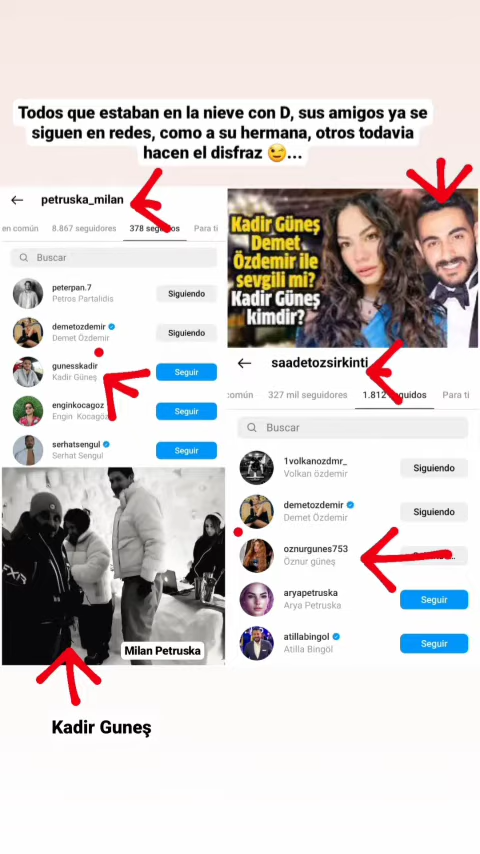 Todos que estaban en la nieve con D, sus amigos ya se
siguen en redes, como a su hermana, otros todavia
hacen el disfraz 😉...
petruska_milan
en común 8.867 seguidores 378 seguidos Para ti
Buscar
peterpan.7
Petros Partalidis
Siguiendo
demetozdemir
Demet Özdemir
Siguiendo
gunesskadir
Kadir Güneş
Seguir
enginkocagoz
Engin Kocagöz
Seguir
serhatsengul
Serhat Sengul
Seguir
Milan Petruska
Kadir Guneş
Kadir Güneş
Demet
Özdemir ile
sevgili mi?
Kadir Güneş
kimdir?
saadetozsirkinti
común 327 mil seguidores 1.812 seguidos Para ti
Buscar
1volkanozdmr_
Volkan özdemir
Siguiendo
demetozdemir
Demet Özdemir
Siguiendo
oznurgunes753
Öznur güneş
aryapetruska
Arya Petruska
Seguir
atillabingol
Atilla Bingöl
Seguir